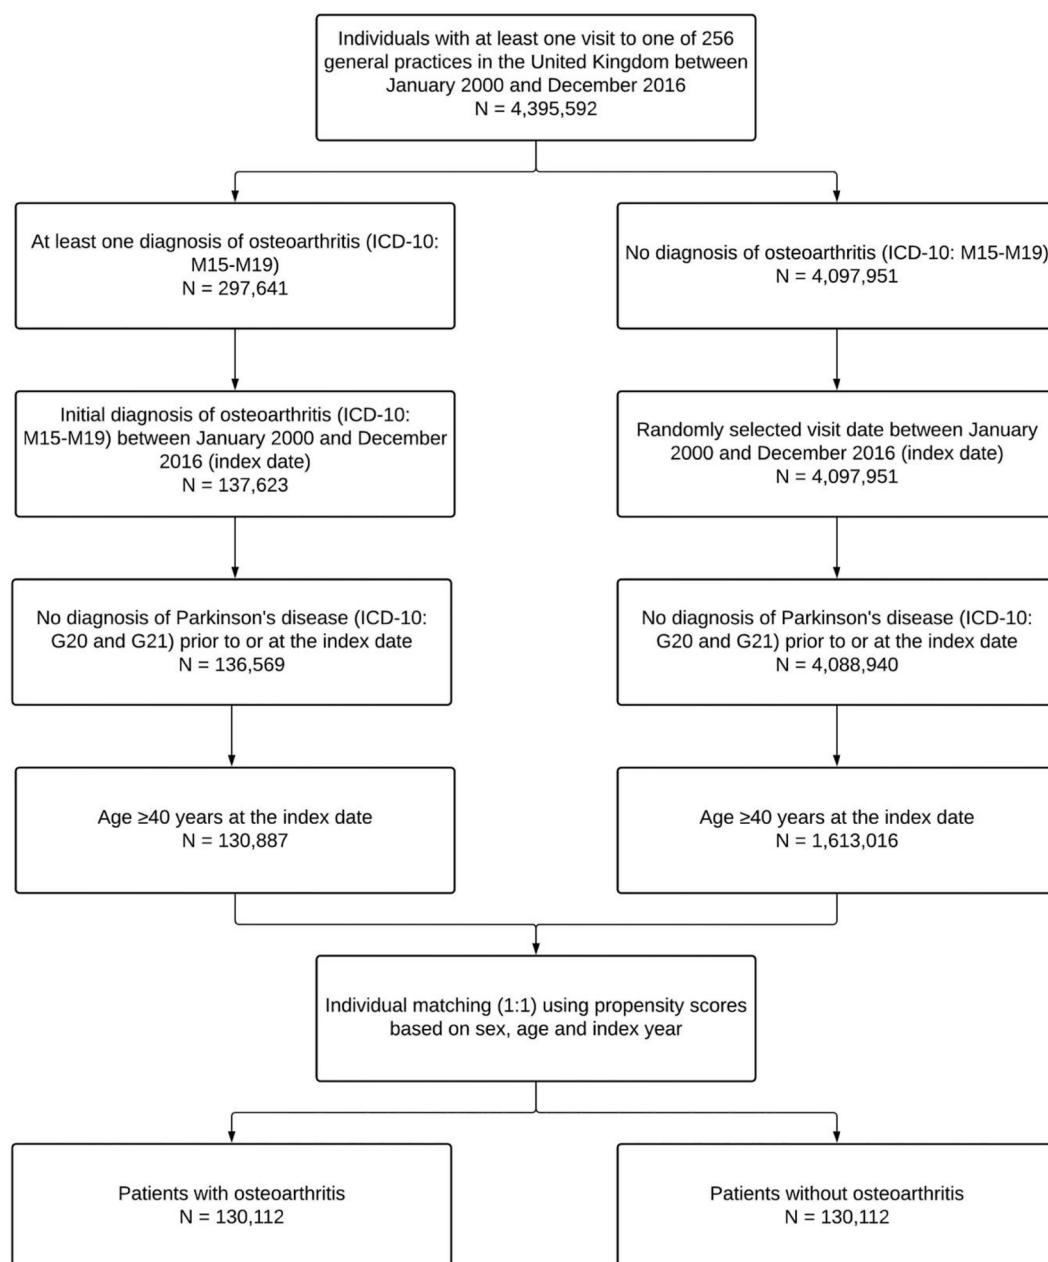 Individuals with at least one visit to one of 256
general practices in the United Kingdom between
January 2000 and December 2016
N = 4,395,592
At least one diagnosis of osteoarthritis (ICD-10:
M15-M19)
N = 297,641
No diagnosis of osteoarthritis (ICD-10: M15-M19)
N = 4,097,951
Initial diagnosis of osteoarthritis (ICD-10:
M15-M19) between January 2000 and December
2016 (index date)
N = 137,623
Randomly selected visit date between January
2000 and December 2016 (index date)
N = 4,097,951
No diagnosis of Parkinson's disease (ICD-10:
G20 and G21) prior to or at the index date
N = 136,569
No diagnosis of Parkinson's disease (ICD-10:
G20 and G21) prior to or at the index date
N = 4,088,940
Age ≥40 years at the index date
N = 130,887
Age ≥40 years at the index date
N = 1,613,016
Individual matching (1:1) using propensity scores
based on sex, age and index year
Patients with osteoarthritis
N = 130,112
Patients without osteoarthritis
N = 130,112